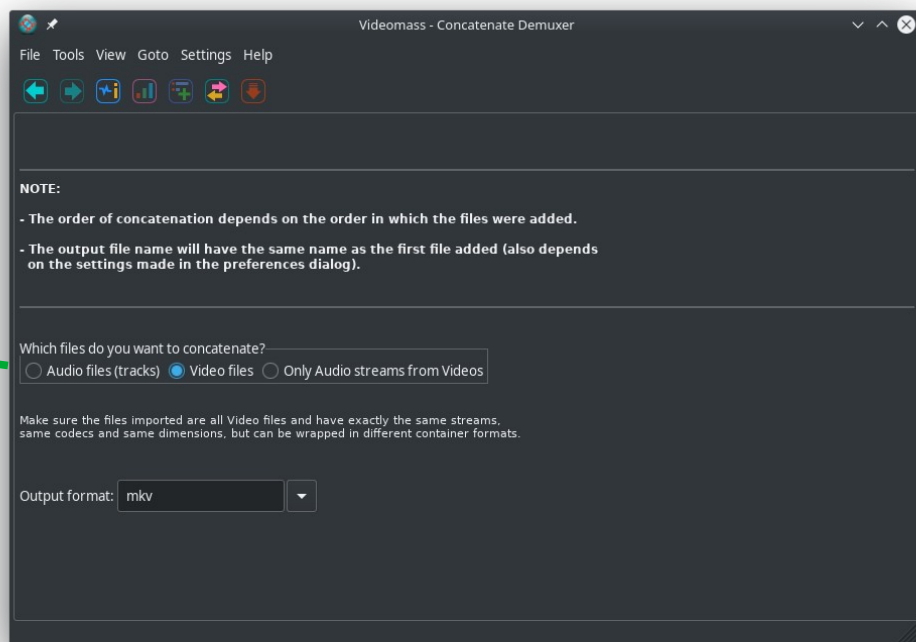 Videomass - Concatenate Demuxer
File Tools View Goto Settings Help
NOTE:
- The order of concatenation depends on the order in which the files were added.
- The output file name will have the same name as the first file added (also depends
on the settings made in the preferences dialog).
Which files do you want to concatenate?
Audio files (tracks) Video files Only Audio streams from Videos
Make sure the files imported are all Video files and have exactly the same streams,
same codecs and same dimensions, but can be wrapped in different container formats.
Output format: mkv